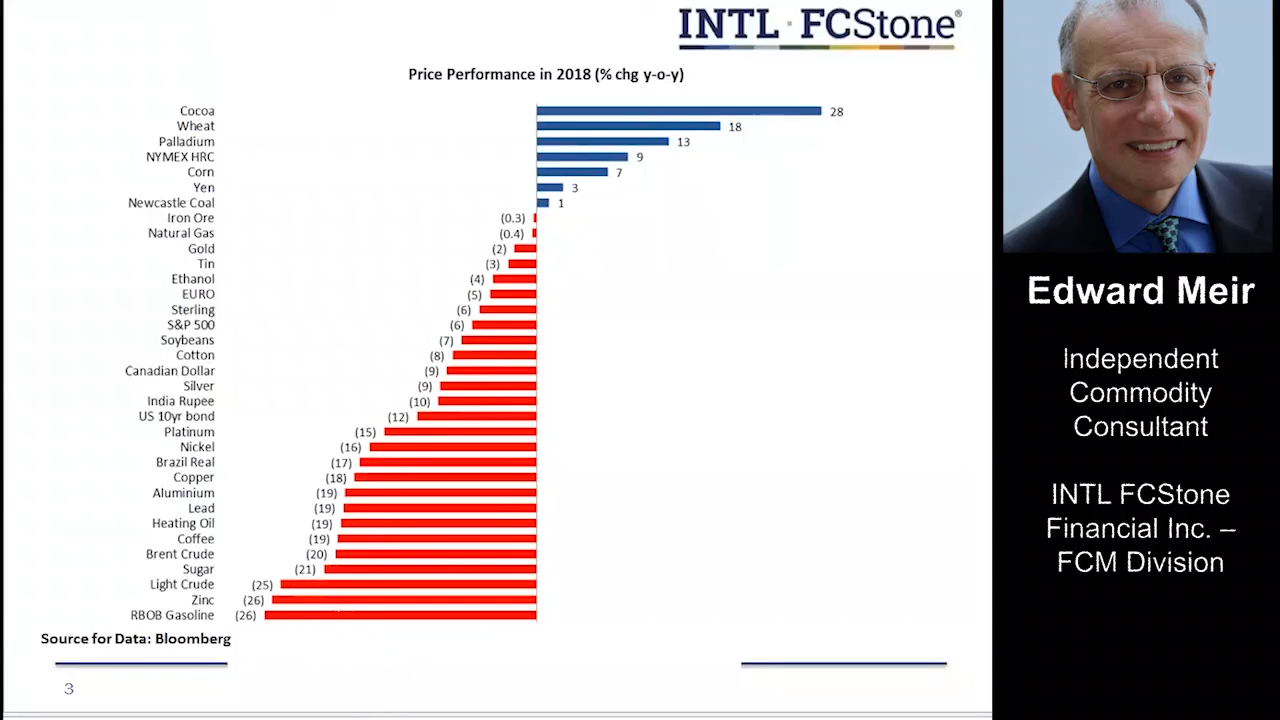 INTL FCStone®
Price Performance in 2018 (% chg y-o-y)
Cocoa 28
Wheat 18
Palladium 13
NYMEX HRC 9
Corn 7
Yen 3
Newcastle Coal 1
Iron Ore (0.3)
Natural Gas (0.4)
Gold (2)
Tin (3)
Ethanol (4)
EURO (5)
Sterling (6)
S&P 500 (6)
Soybeans (7)
Cotton (8)
Canadian Dollar (9)
Silver (9)
India Rupee (10)
US 10yr bond (12)
Platinum (15)
Nickel (16)
Brazil Real (17)
Copper (18)
Aluminium (19)
Lead (19)
Heating Oil (19)
Coffee (19)
Brent Crude (20)
Sugar (21)
Light Crude (25)
Zinc (26)
RBOB Gasoline (26)
Source for Data: Bloomberg
3
Edward Meir
Independent
Commodity
Consultant
INTL FCStone
Financial Inc. –
FCM Division